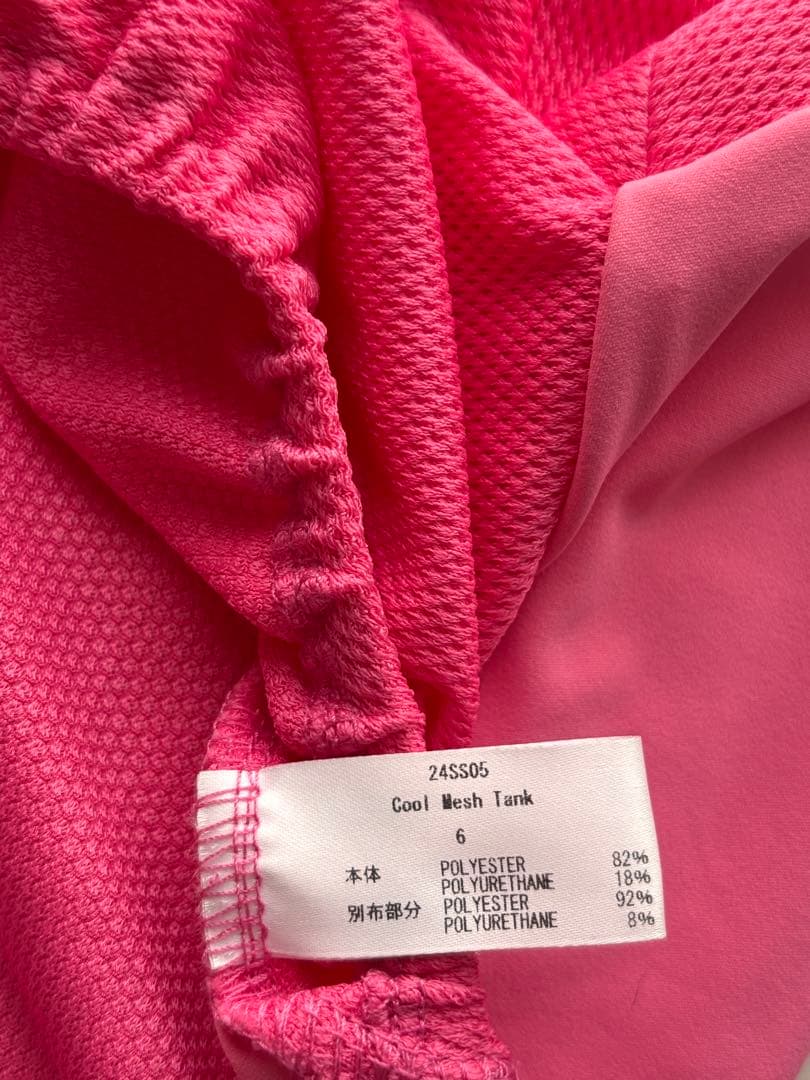 24SS05
Cool Mesh Tank
6
本体 POLYESTER 82%
POLYURETHANE 18%
別布部分 POLYESTER 92%
POLYURETHANE 8%